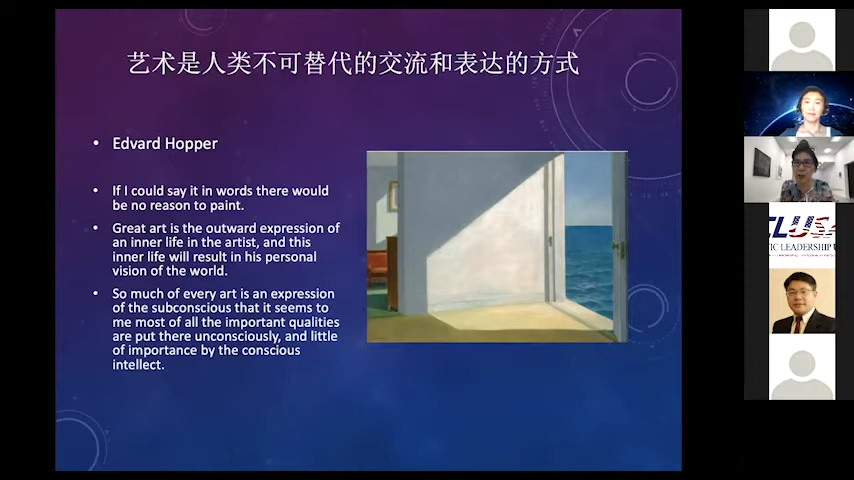 艺术是人类不可替代的交流和表达的方式
• Edvard Hopper
• If I could say it in words there would
be no reason to paint.
• Great art is the outward expression of
an inner life in the artist, and this
inner life will result in his personal
vision of the world.
• So much of every art is an expression
of the subconscious that it seems to
me most of all the important qualities
are put there unconsciously, and little
of importance by the conscious
intellect.
CLUSA
IC LEADERSHIP